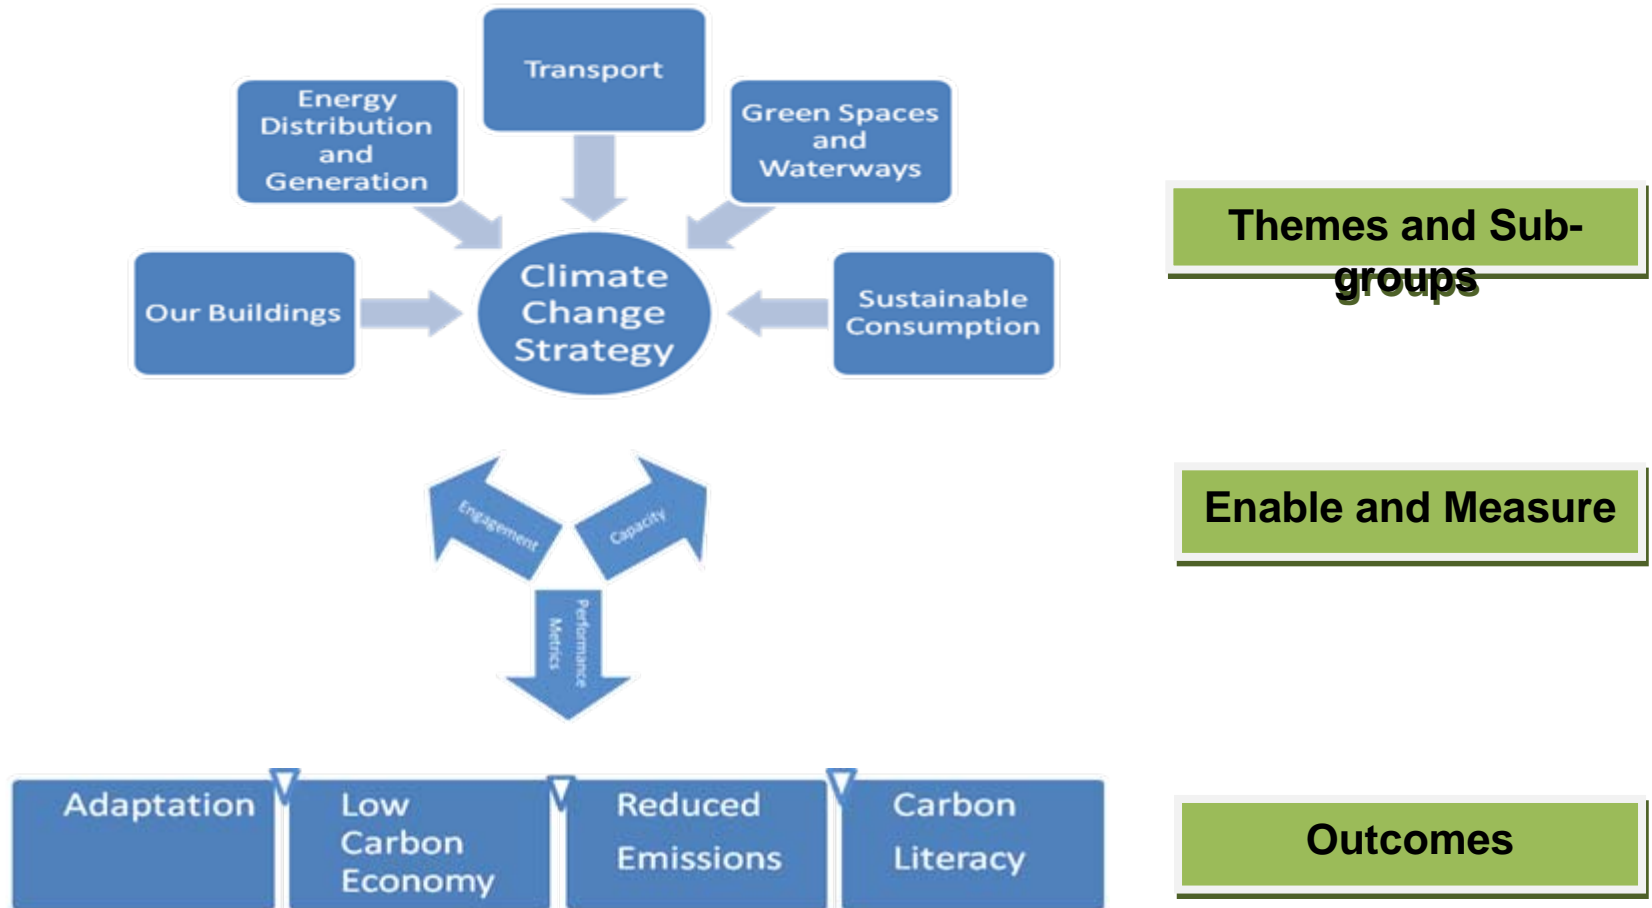 Transport
Energy
Distribution
and
Generation
Green Spaces
and
Waterways
Our Buildings
Climate
Change
Strategy
Sustainable
Consumption
Themes and Sub-
groups
Engagement
Capacity
Performance
Metrics
Enable and Measure
Adaptation
Low
Carbon
Economy
Reduced
Emissions
Carbon
Literacy
Outcomes